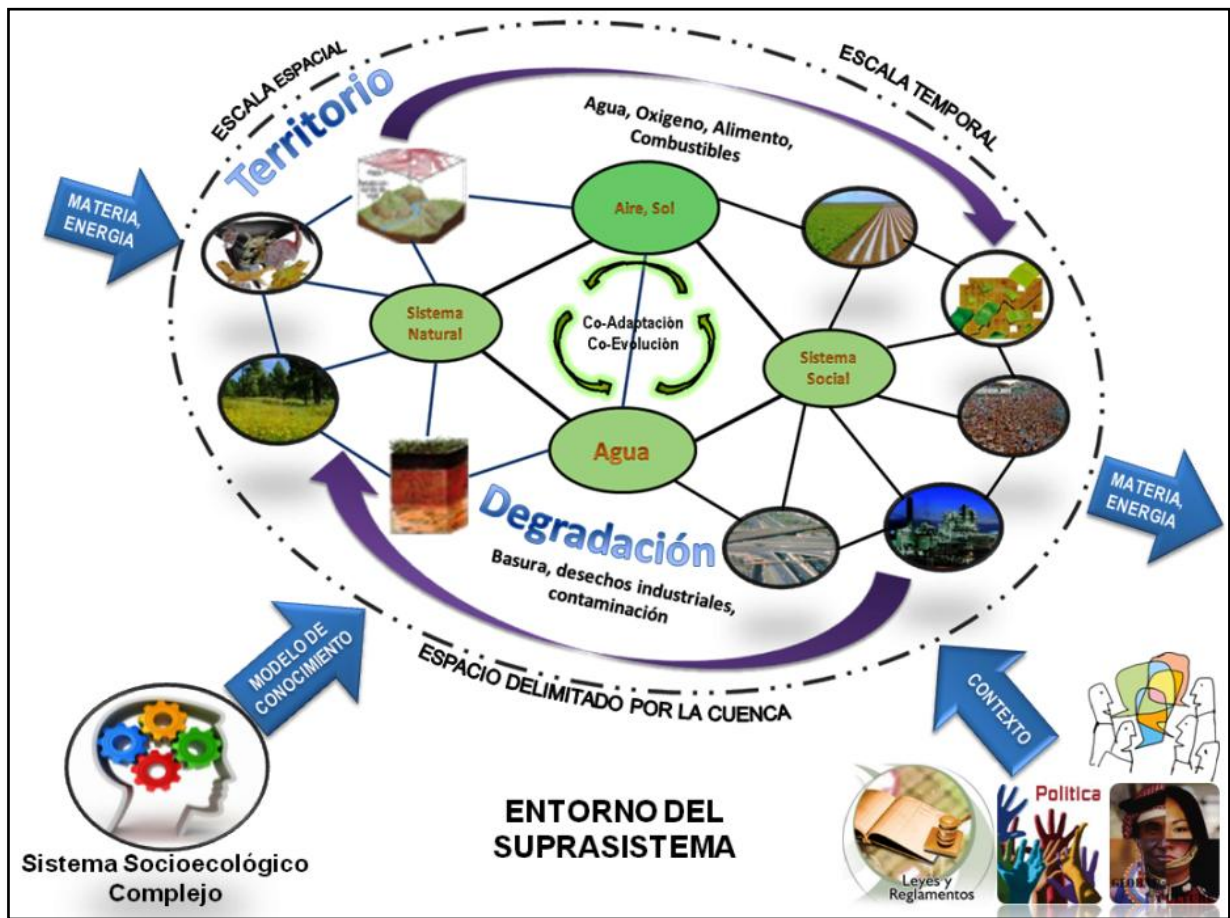 ESCALA ESPACIAL
ESCALA TEMPORAL
Territorio
Agua, Oxigeno, Alimento,
Combustibles
MATERIA,
ENERGIA
Aire, Sol
Sistema
Natural
Co-Adaptaciòn
Co-Evoluciòn
Sistema
Social
Agua
Degradación
Basura, desechos industriales,
contaminación
MATERIA,
ENERGIA
ESPACIO DELIMITADO POR LA CUENCA
MODELO DE
CONOCIMIENTO
CONTEXTO
ENTORNO DEL
SUPRASISTEMA
Sistema Socioecológico
Complejo
Leyes y
Reglamentos
Política